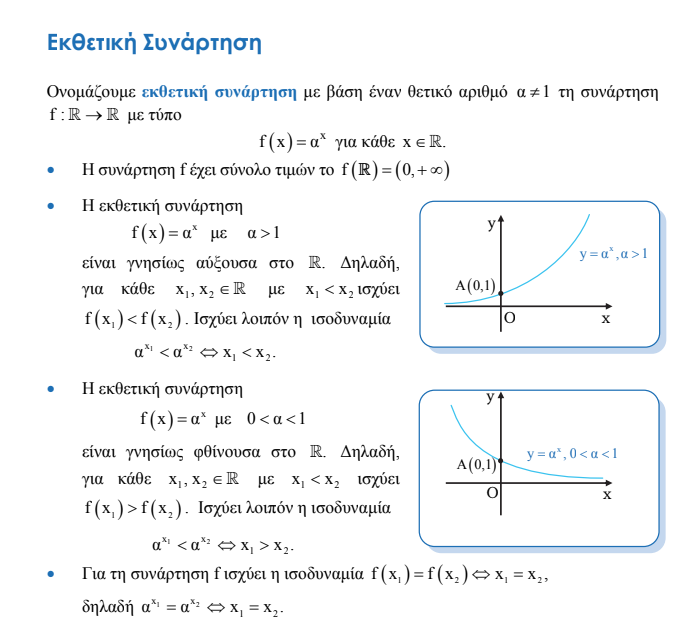 Εκθετική Συνάρτηση
Ονομάζουμε εκθετική συνάρτηση με βάση έναν θετικό αριθμό α ≠ 1 τη συνάρτηση
f : ℝ → ℝ με τύπο
f(x) = αˣ για κάθε x ∈ ℝ.
• Η συνάρτηση f έχει σύνολο τιμών το f(ℝ) = (0, +∞)
• Η εκθετική συνάρτηση
f(x) = αˣ με α > 1
είναι γνησίως αύξουσα στο ℝ. Δηλαδή,
για κάθε x₁, x₂ ∈ ℝ με x₁ < x₂ ισχύει
f(x₁) < f(x₂). Ισχύει λοιπόν η ισοδυναμία
α^x₁ < α^x₂ ⇔ x₁ < x₂.
y
y = αˣ, α > 1
A(0,1)
O
x
• Η εκθετική συνάρτηση
f(x) = αˣ με 0 < α < 1
είναι γνησίως φθίνουσα στο ℝ. Δηλαδή,
για κάθε x₁, x₂ ∈ ℝ με x₁ < x₂ ισχύει
f(x₁) > f(x₂). Ισχύει λοιπόν η ισοδυναμία
α^x₁ < α^x₂ ⇔ x₁ > x₂.
y
y = αˣ, 0 < α < 1
A(0,1)
O
x
• Για τη συνάρτηση f ισχύει η ισοδυναμία f(x₁) = f(x₂) ⇔ x₁ = x₂,
δηλαδή α^x₁ = α^x₂ ⇔ x₁ = x₂.